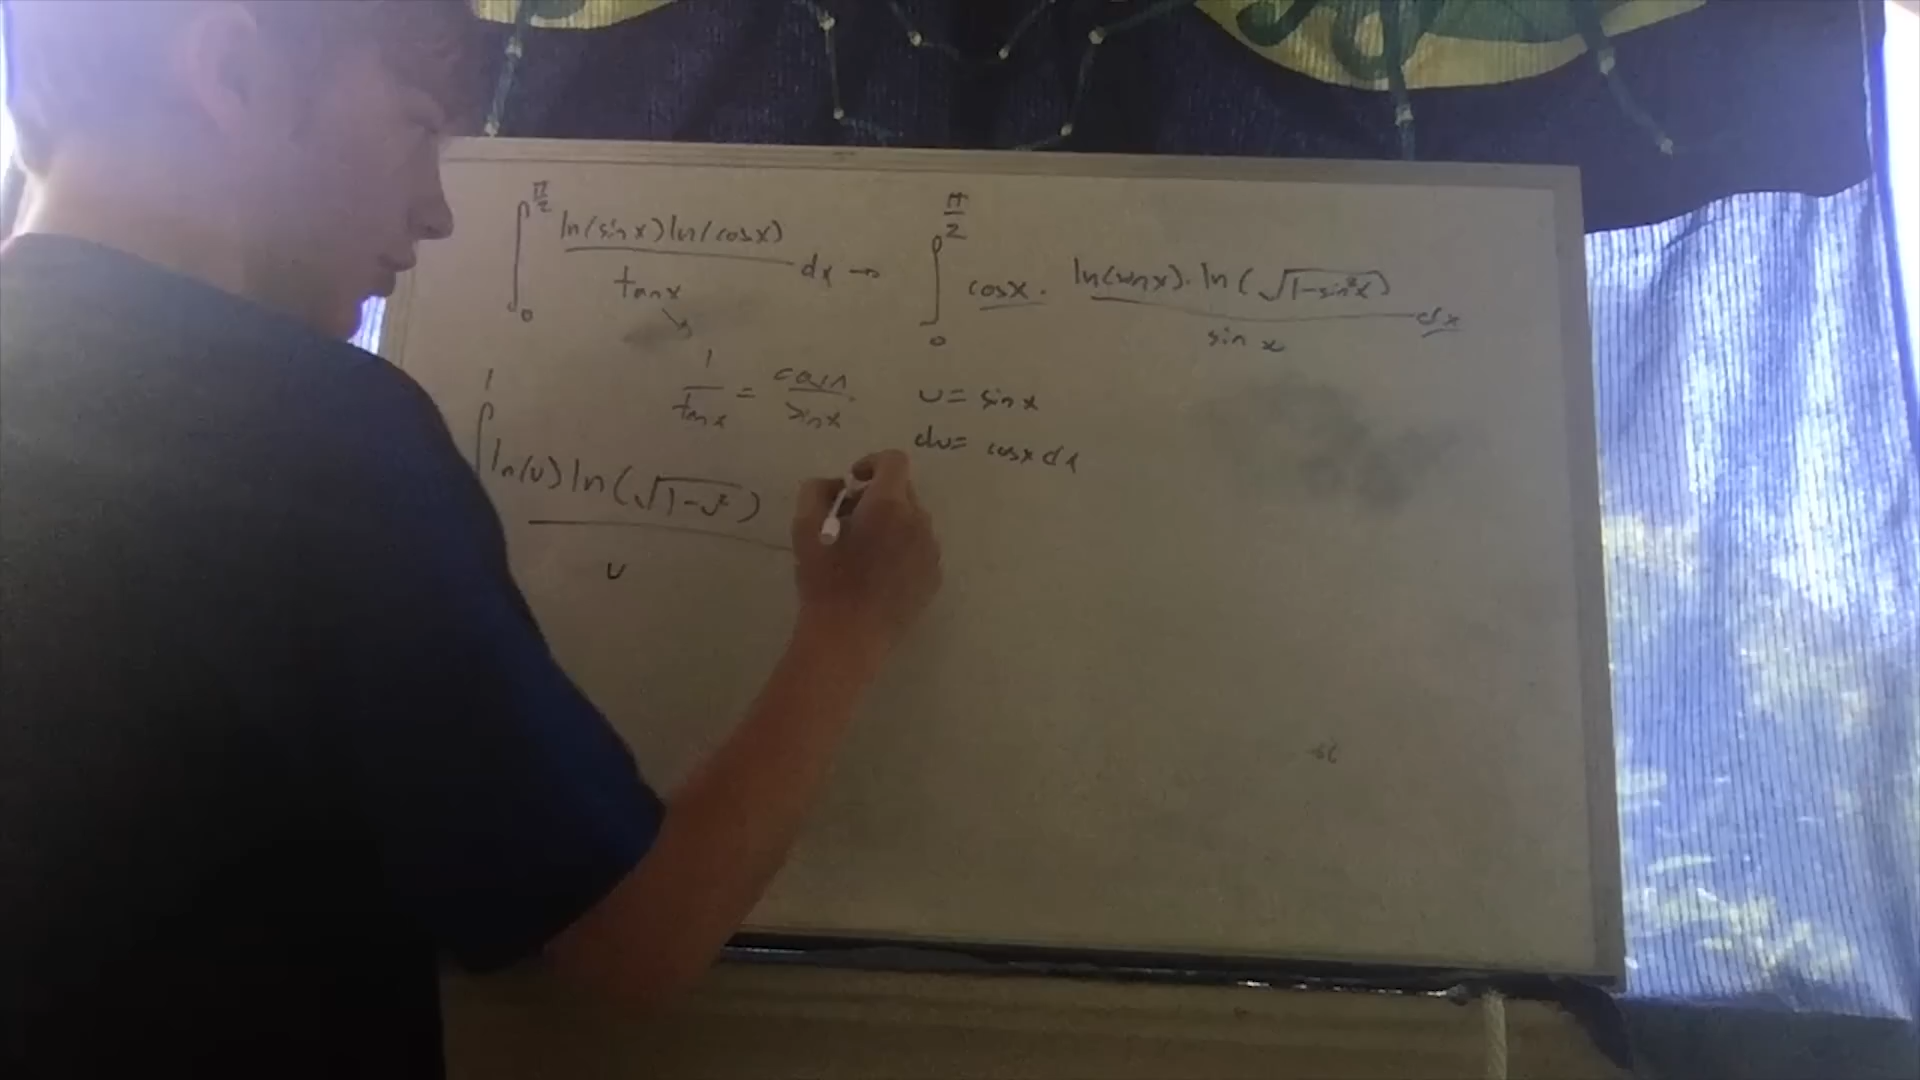 ∫₀^(π/2) ln(sin x) ln(cos x) / tan x dx → ∫₀^(π/2) cos x · ln(sin x) · ln(√(1-sin²x)) / sin x dx
1/tan x = cos x / sin x .
u = sin x
du = cos x dx
∫^1 ln(u) ln(√(1-u²)) / u